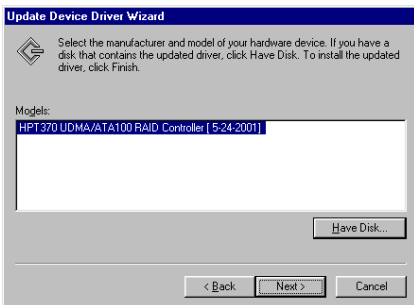 Update Device Driver Wizard
Select the manufacturer and model of your hardware device. If you have a
disk that contains the updated driver, click Have Disk. To install the updated
driver, click Finish.
Models:
HPT370 UDMA/ATA100 RAID Controller [ 5-24-2001]
Have Disk...
< Back
Next >
Cancel